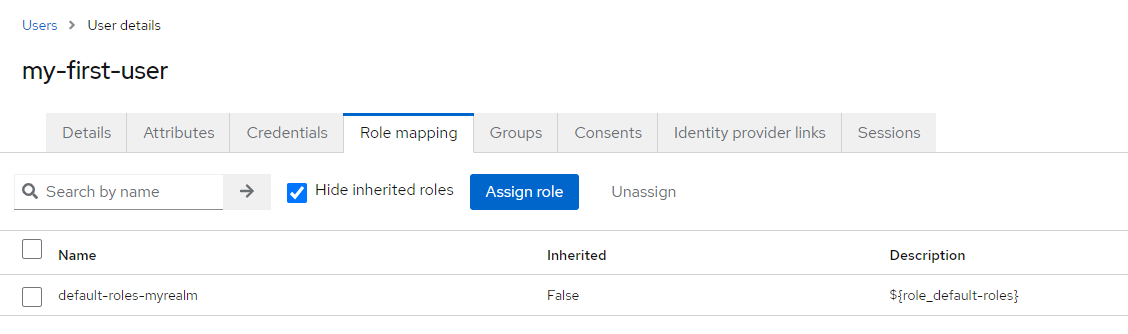 Users > User details
my-first-user
Details Attributes Credentials Role mapping Groups Consents Identity provider links Sessions
Search by name Hide inherited roles Assign role Unassign
Name Inherited Description
default-roles-myrealm False ${role_default-roles}